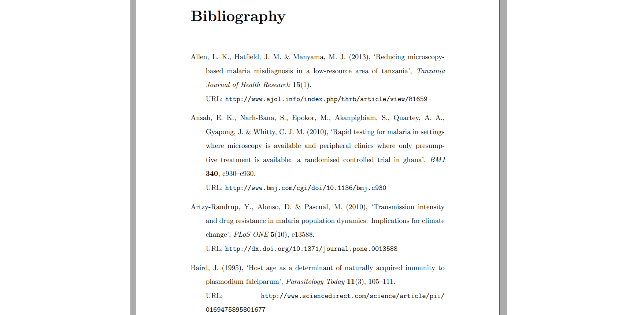 Bibliography
Allen, L. K., Hatfield, J. M. & Manyama, M. J. (2013), 'Reducing microscopy-
based malaria misdiagnosis in a low-resource area of tanzania', Tanzania
Journal of Health Research 15(1).
URL: http://www.ajol.info/index.php/thrb/article/view/81659
Ansah, E. K., Narh-Bana, S., Epokor, M., Akanpigbiam, S., Quartey, A. A.,
Gyapong, J. & Whitty, C. J. M. (2010), 'Rapid testing for malaria in settings
where microscopy is available and peripheral clinics where only presump-
tive treatment is available: a randomised controlled trial in ghana', BMJ
340, c930–c930.
URL: http://www.bmj.com/cgi/doi/10.1136/bmj.c930
Artzy-Randrup, Y., Alonso, D. & Pascual, M. (2010), 'Transmission intensity
and drug resistance in malaria population dynamics: Implications for climate
change', PLoS ONE 5(10), e13588.
URL: http://dx.doi.org/10.1371/journal.pone.0013588
Baird, J. (1995), 'Host age as a determinant of naturally acquired immunity to
plasmodium falciparum', Parasitology Today 11(3), 105–111.
URL: http://www.sciencedirect.com/science/article/pii/
0169475895801677